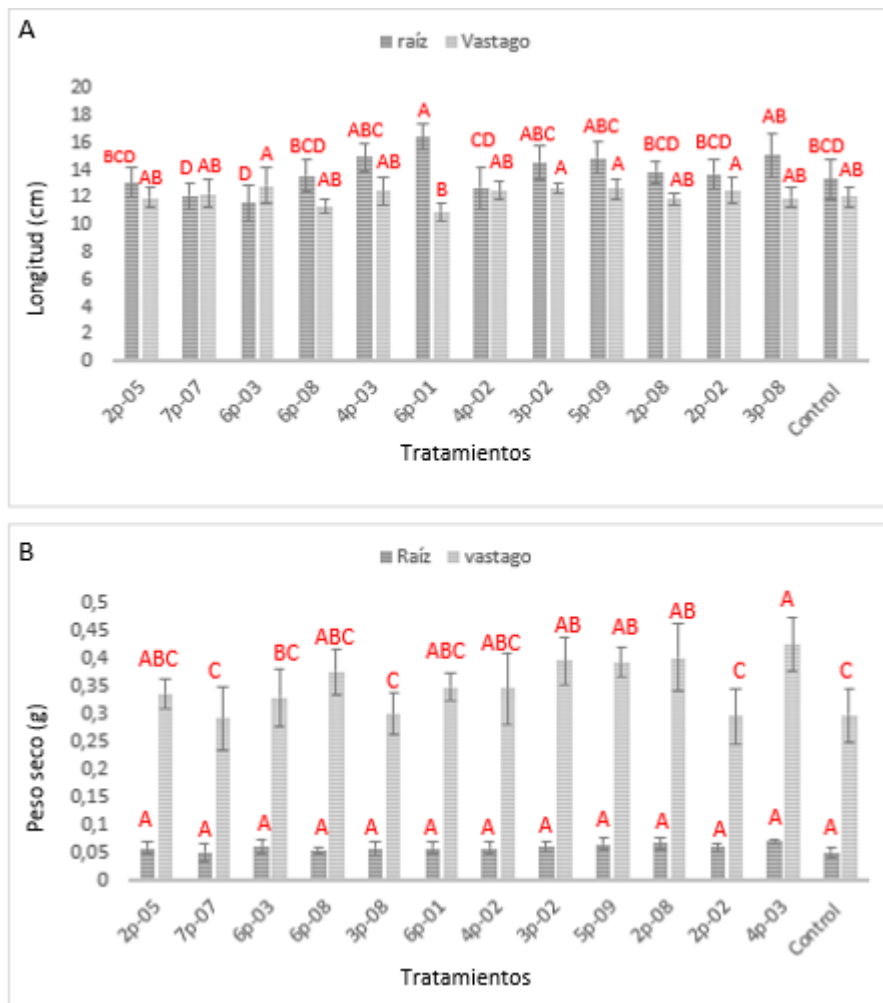 A
raíz Vastago
20
18
16
14
12
10
8
6
4
2
0
Longitud (cm)
BCD AB D AB D A BCD AB ABC AB A B CD AB ABC A ABC A BCD AB BCD A AB AB BCD AB
2p-05 7p-07 6p-03 6p-08 4p-03 6p-01 4p-02 3p-02 5p-09 2p-08 2p-02 3p-08 Control
Tratamientos
B
Raíz vastago
0,5
0,45
0,4
0,35
0,3
0,25
0,2
0,15
0,1
0,05
0
Peso seco (g)
ABC C BC ABC C ABC ABC AB AB AB C A C
A A A A A A A A A A A A A
2p-05 7p-07 6p-03 6p-08 3p-08 6p-01 4p-02 3p-02 5p-09 2p-08 2p-02 4p-03 Control
Tratamientos